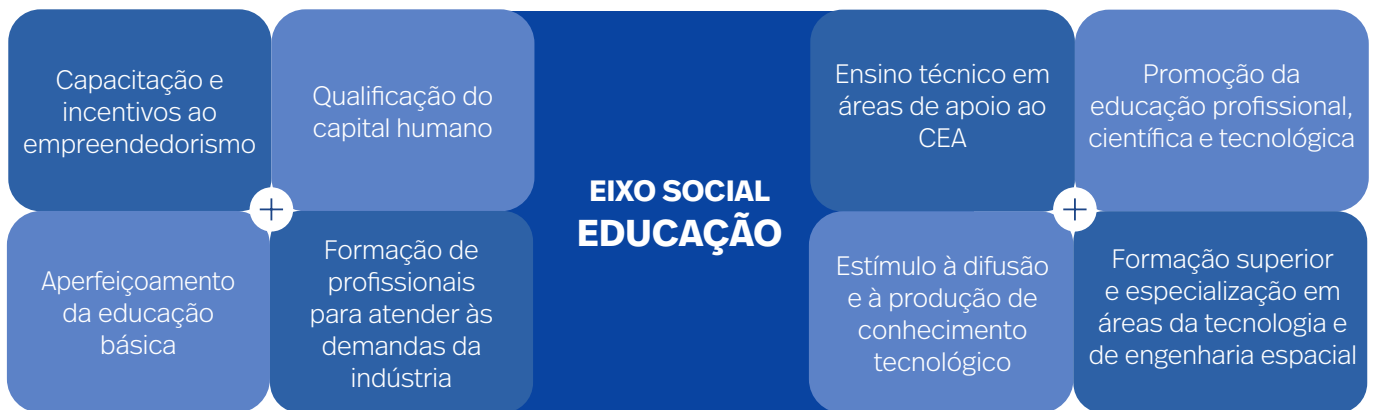 Capacitação e
incentivos ao
empreendedorismo
Qualificação do
capital humano
Aperfeiçoamento
da educação
básica
Formação de
profissionais
para atender às
demandas da
indústria
EIXO SOCIAL
EDUCAÇÃO
Ensino técnico em
áreas de apoio ao
CEA
Promoção da
educação profissional,
científica e tecnológica
Estímulo à difusão
e à produção de
conhecimento
tecnológico
Formação superior
e especialização em
áreas da tecnologia e
de engenharia espacial